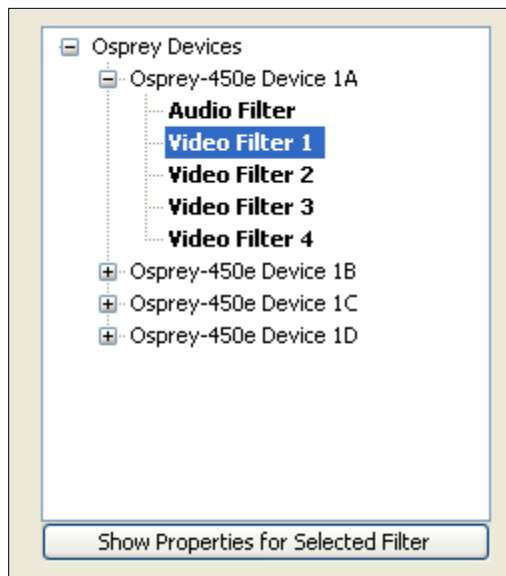 Osprey Devices
Osprey-450e Device 1A
Audio Filter
Video Filter 1
Video Filter 2
Video Filter 3
Video Filter 4
Osprey-450e Device 1B
Osprey-450e Device 1C
Osprey-450e Device 1D
Show Properties for Selected Filter